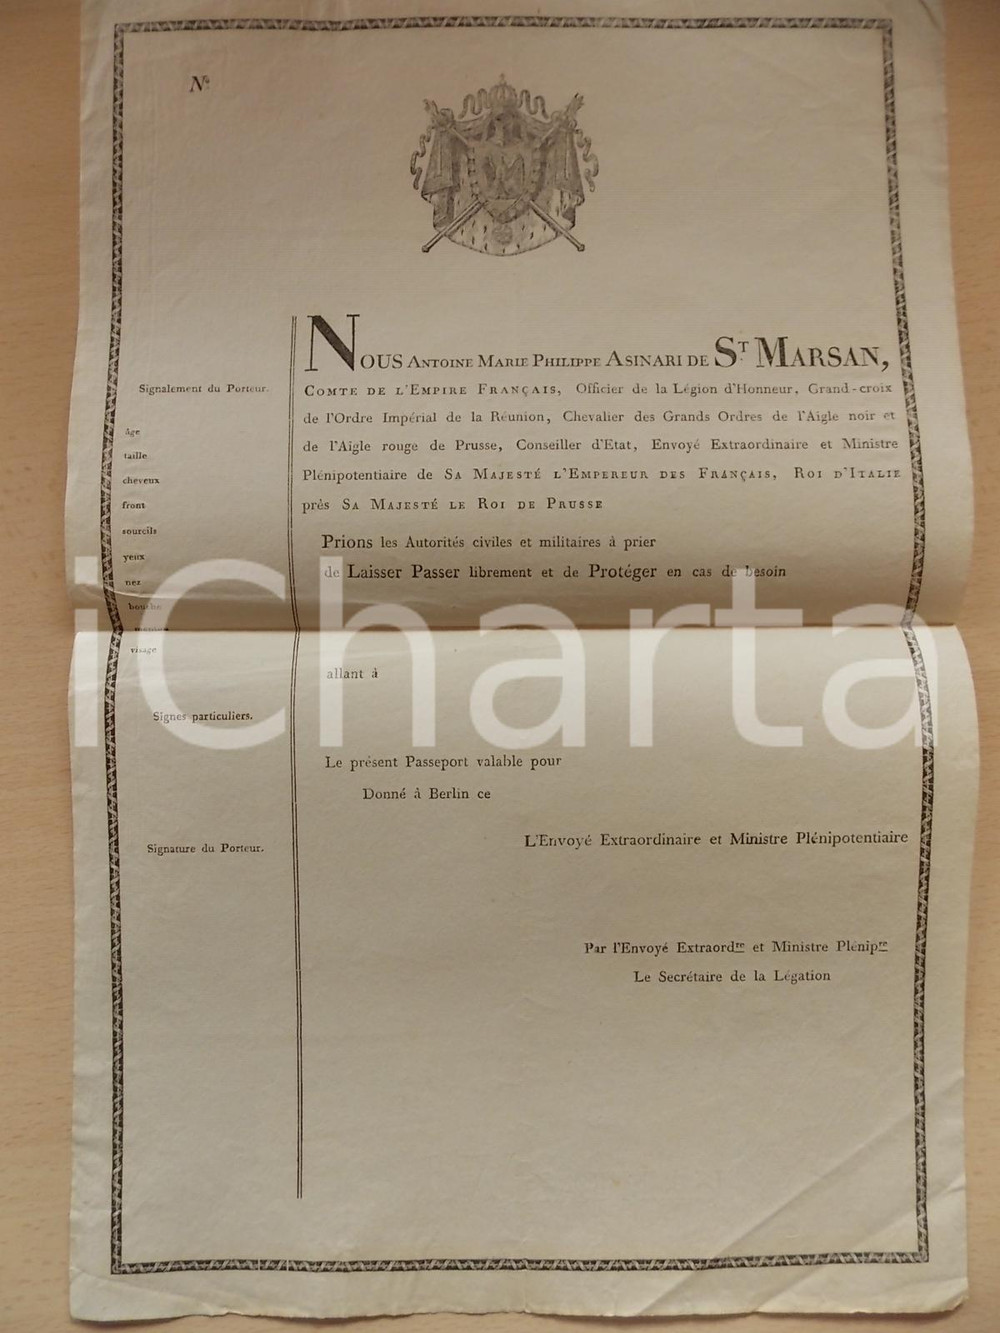 No
Nous Antoine Marie Philippe Asinari de St. Marsan,
Comte de l'Empire Français, Officier de la Légion d'Honneur, Grand-croix
de l'Ordre Impérial de la Réunion, Chevalier des Grands Ordres de l'Aigle noir et
de l'Aigle rouge de Prusse, Conseiller d'Etat, Envoyé Extraordinaire et Ministre
Plénipotentiaire de Sa Majesté l'Empereur des Français, Roi d'Italie
près Sa Majesté le Roi de Prusse
Prions les Autorités civiles et militaires à prier
de Laisser Passer librement et de Protéger en cas de besoin
allant à
Le présent Passeport valable pour
Donné à Berlin ce
L'Envoyé Extraordinaire et Ministre Plénipotentiaire
Par l'Envoyé Extraordre et Ministre Plénipre
Le Secrétaire de la Légation
Signalement du Porteur.
âge
taille
cheveux
front
sourcils
yeux
nez
bouche
menton
visage
Signes particuliers.
Signature du Porteur.
iCharta